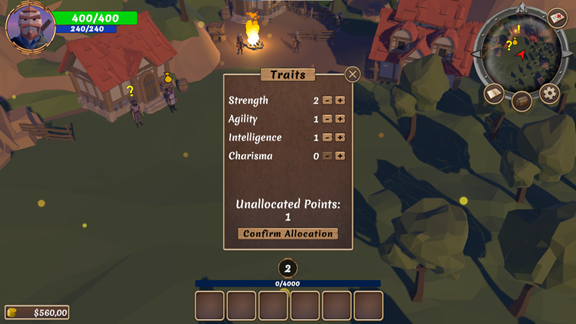 400/400
240/240
?
!
?
?
Traits
Strength 2 - +
Agility 1 - +
Intelligence 1 - +
Charisma 0 - +
Unallocated Points:
1
Confirm Allocation
2
0/4000
$560,00